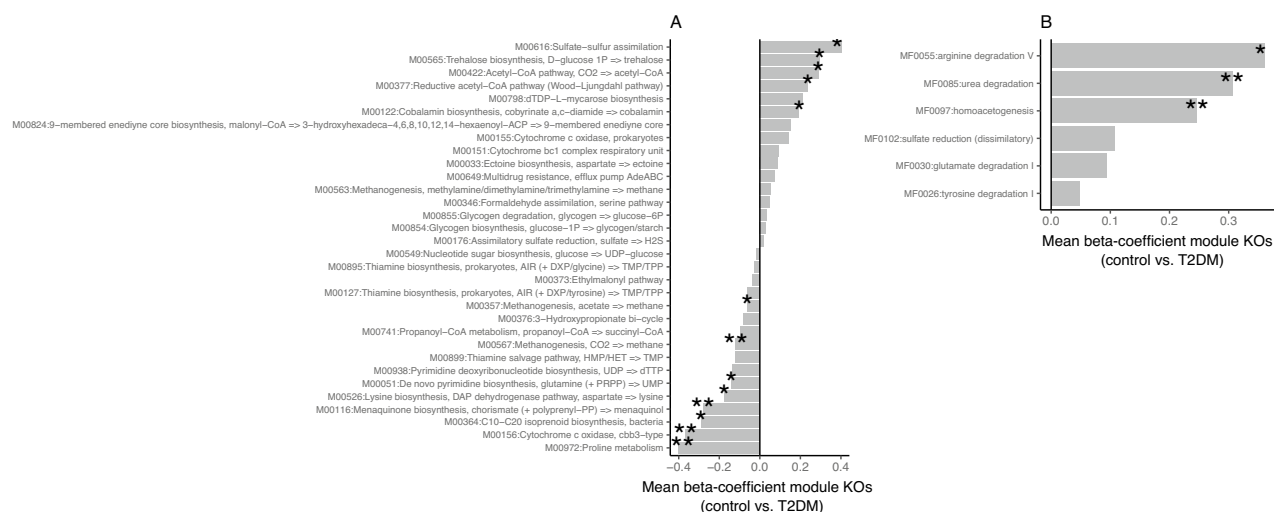 A
M00616:Sulfate−sulfur assimilation
M00565:Trehalose biosynthesis, D−glucose 1P => trehalose
M00422:Acetyl−CoA pathway, CO2 => acetyl−CoA
M00377:Reductive acetyl−CoA pathway (Wood−Ljungdahl pathway)
M00798:dTDP−L−mycarose biosynthesis
M00122:Cobalamin biosynthesis, cobyrinate a,c−diamide => cobalamin
M00824:9−membered enediyne core biosynthesis, malonyl−CoA => 3−hydroxyhexadeca−4,6,8,10,12,14−hexaenoyl−ACP => 9−membered enediyne core
M00155:Cytochrome c oxidase, prokaryotes
M00151:Cytochrome bc1 complex respiratory unit
M00033:Ectoine biosynthesis, aspartate => ectoine
M00649:Multidrug resistance, efflux pump AdeABC
M00563:Methanogenesis, methylamine/dimethylamine/trimethylamine => methane
M00346:Formaldehyde assimilation, serine pathway
M00855:Glycogen degradation, glycogen => glucose−6P
M00854:Glycogen biosynthesis, glucose−1P => glycogen/starch
M00176:Assimilatory sulfate reduction, sulfate => H2S
M00549:Nucleotide sugar biosynthesis, glucose => UDP−glucose
M00895:Thiamine biosynthesis, prokaryotes, AIR (+ DXP/glycine) => TMP/TPP
M00373:Ethylmalonyl pathway
M00127:Thiamine biosynthesis, prokaryotes, AIR (+ DXP/tyrosine) => TMP/TPP
M00357:Methanogenesis, acetate => methane
M00376:3−Hydroxypropionate bi−cycle
M00741:Propanoyl−CoA metabolism, propanoyl−CoA => succinyl−CoA
M00567:Methanogenesis, CO2 => methane
M00899:Thiamine salvage pathway, HMP/HET => TMP
M00938:Pyrimidine deoxyribonucleotide biosynthesis, UDP => dTTP
M00051:De novo pyrimidine biosynthesis, glutamine (+ PRPP) => UMP
M00526:Lysine biosynthesis, DAP dehydrogenase pathway, aspartate => lysine
M00116:Menaquinone biosynthesis, chorismate (+ polyprenyl−PP) => menaquinol
M00364:C10−C20 isoprenoid biosynthesis, bacteria
M00156:Cytochrome c oxidase, cbb3−type
M00972:Proline metabolism
−0.4 −0.2 0.0 0.2 0.4
Mean beta−coefficient module KOs
(control vs. T2DM)
B
MF0055:arginine degradation V
MF0085:urea degradation
MF0097:homoacetogenesis
MF0102:sulfate reduction (dissimilatory)
MF0030:glutamate degradation I
MF0026:tyrosine degradation I
0.0 0.1 0.2 0.3
Mean beta−coefficient module KOs
(control vs. T2DM)